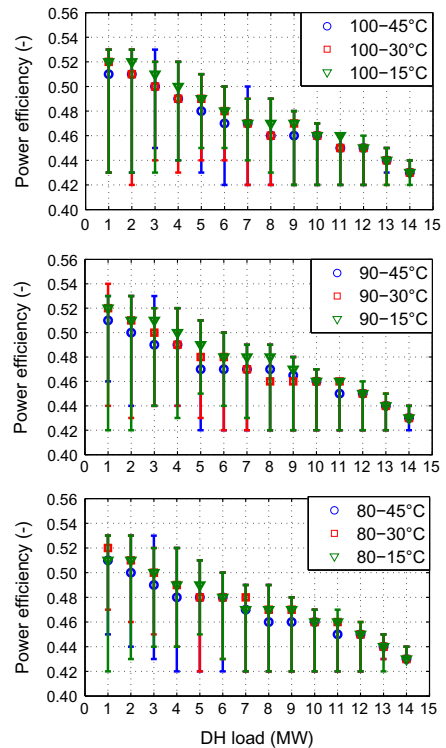 0.56
0.54
0.52
0.50
0.48
0.46
0.44
0.42
0.40
Power efficiency (-)
100−45°C
100−30°C
100−15°C
0 1 2 3 4 5 6 7 8 9 10 11 12 13 14 15
0.56
0.54
0.52
0.50
0.48
0.46
0.44
0.42
0.40
Power efficiency (-)
90−45°C
90−30°C
90−15°C
0 1 2 3 4 5 6 7 8 9 10 11 12 13 14 15
0.56
0.54
0.52
0.50
0.48
0.46
0.44
0.42
0.40
Power efficiency (-)
80−45°C
80−30°C
80−15°C
0 1 2 3 4 5 6 7 8 9 10 11 12 13 14 15
DH load (MW)